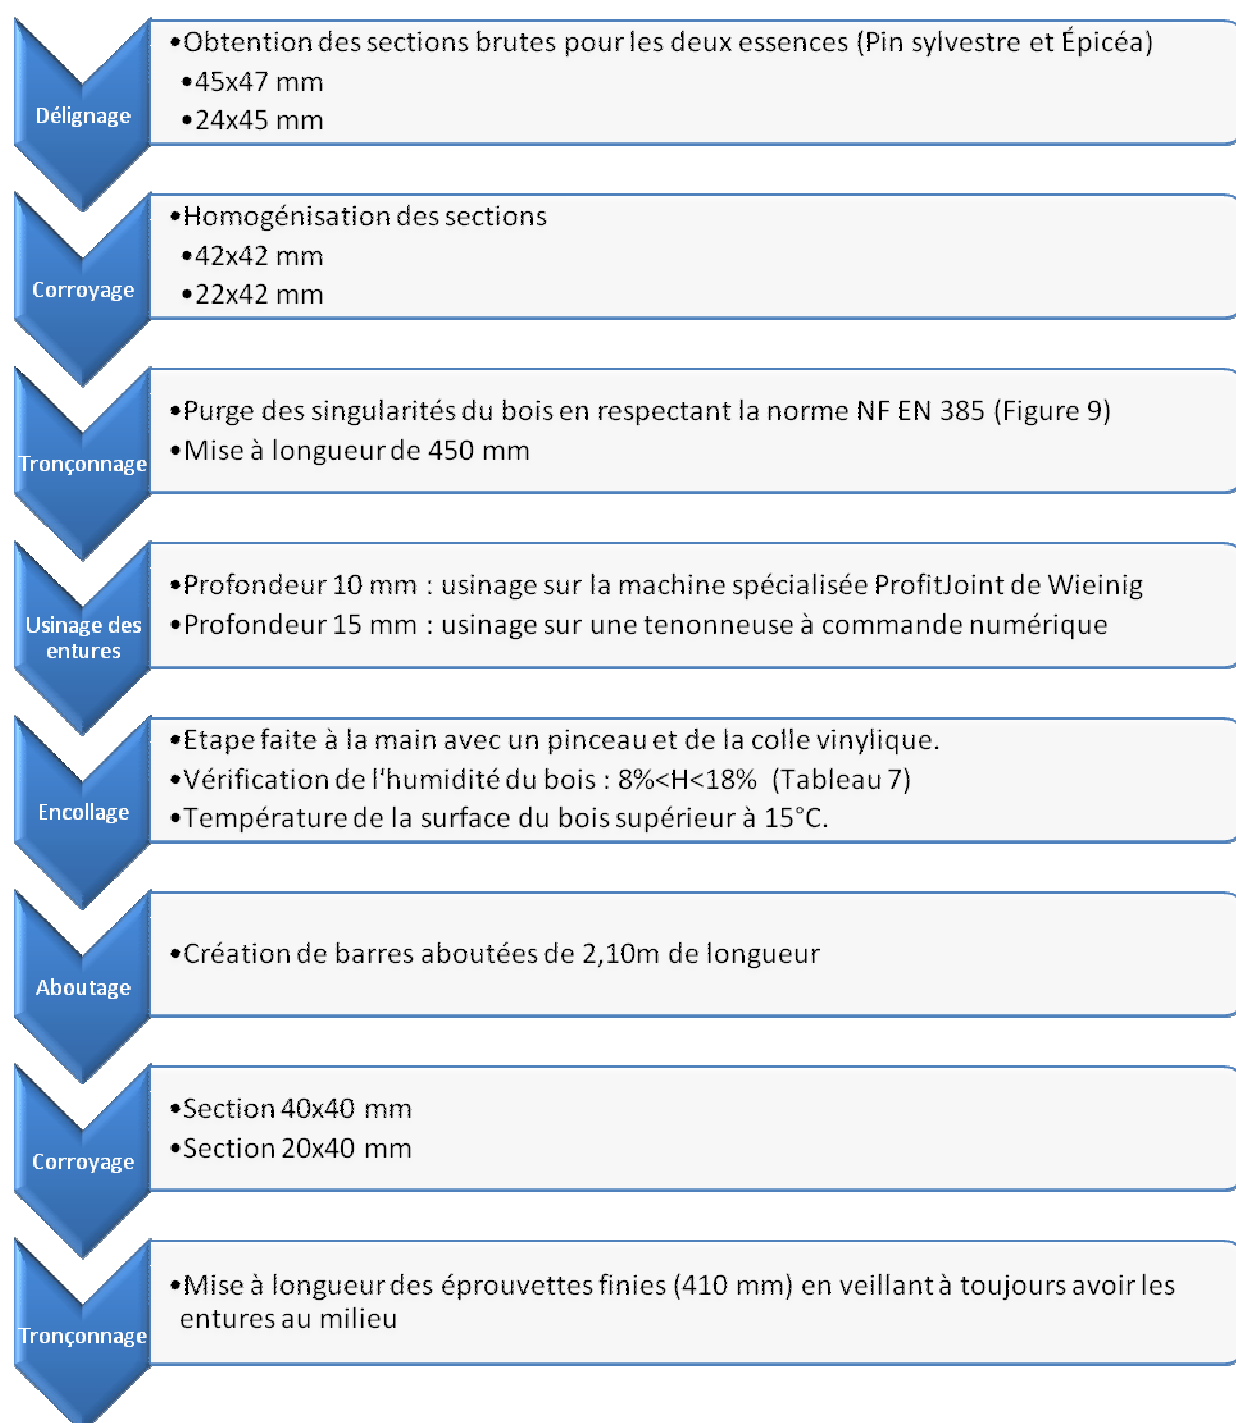 Délignage
•Obtention des sections brutes pour les deux essences (Pin sylvestre et Épicéa)
•45x47 mm
•24x45 mm
Corroyage
•Homogénisation des sections
•42x42 mm
•22x42 mm
Tronçonnage
•Purge des singularités du bois en respectant la norme NF EN 385 (Figure 9)
•Mise à longueur de 450 mm
Usinage des
entures
•Profondeur 10 mm : usinage sur la machine spécialisée ProfitJoint de Wieinig
•Profondeur 15 mm : usinage sur une tenonneuse à commande numérique
Encollage
•Etape faite à la main avec un pinceau et de la colle vinylique.
•Vérification de l'humidité du bois : 8%<H<18% (Tableau 7)
•Température de la surface du bois supérieur à 15°C.
Aboutage
•Création de barres aboutées de 2,10m de longueur
Corroyage
•Section 40x40 mm
•Section 20x40 mm
Tronçonnage
•Mise à longueur des éprouvettes finies (410 mm) en veillant à toujours avoir les
entures au milieu